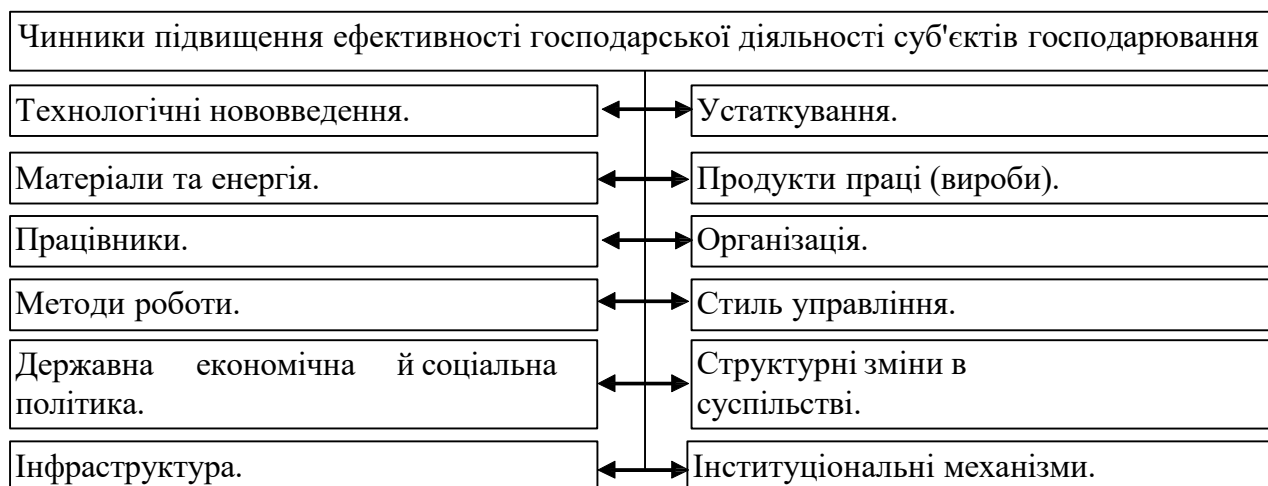 Чинники підвищення ефективності господарської діяльності суб'єктів господарювання
Технологічні нововведення.
Устаткування.
Матеріали та енергія.
Продукти праці (вироби).
Працівники.
Організація.
Методи роботи.
Стиль управління.
Державна економічна й соціальна
політика.
Структурні зміни в
суспільстві.
Інфраструктура.
Інституціональні механізми.